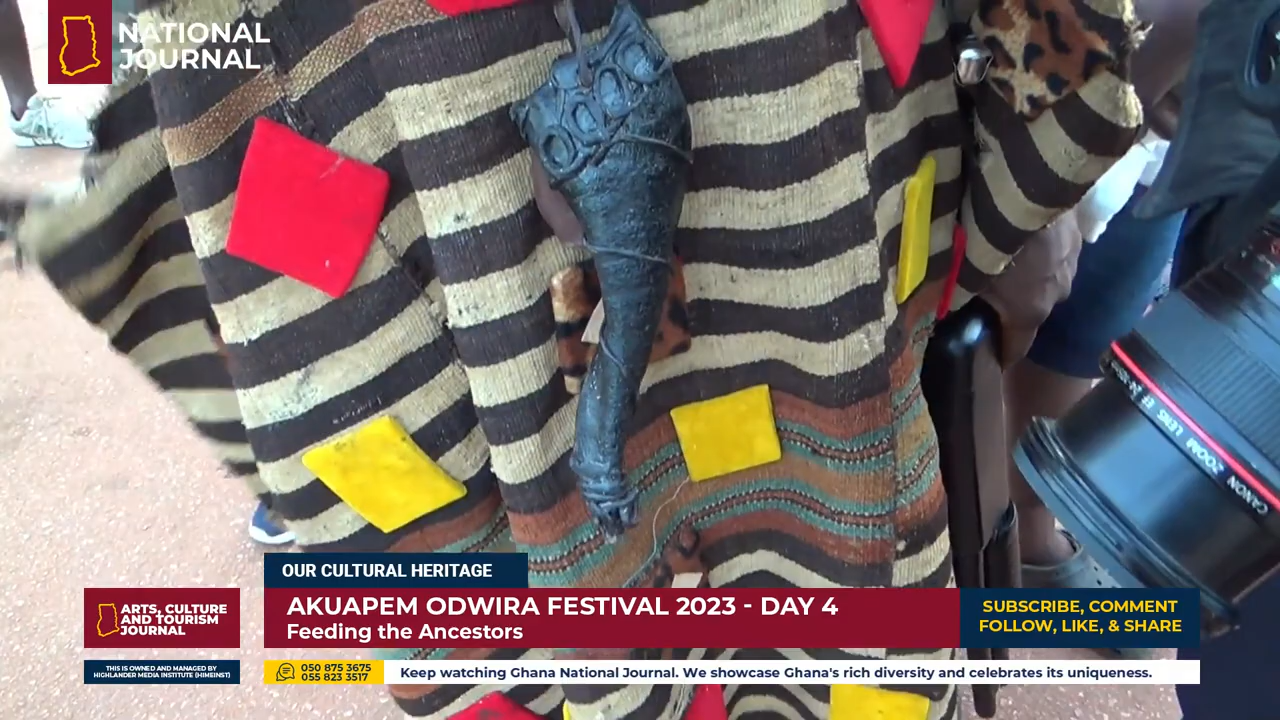 NATIONAL
JOURNAL
CANON ZOOM LENS EF 24-
OUR CULTURAL HERITAGE
ARTS, CULTURE
AND TOURISM
JOURNAL
AKUAPEM ODWIRA FESTIVAL 2023 - DAY 4
Feeding the Ancestors
SUBSCRIBE, COMMENT
FOLLOW, LIKE, & SHARE
THIS IS OWNED AND MANAGED BY
HIGHLANDER MEDIA INSTITUTE (HIMEINST)
050 875 3675
055 823 3517
Keep watching Ghana National Journal. We showcase Ghana's rich diversity and celebrates its uniqueness.